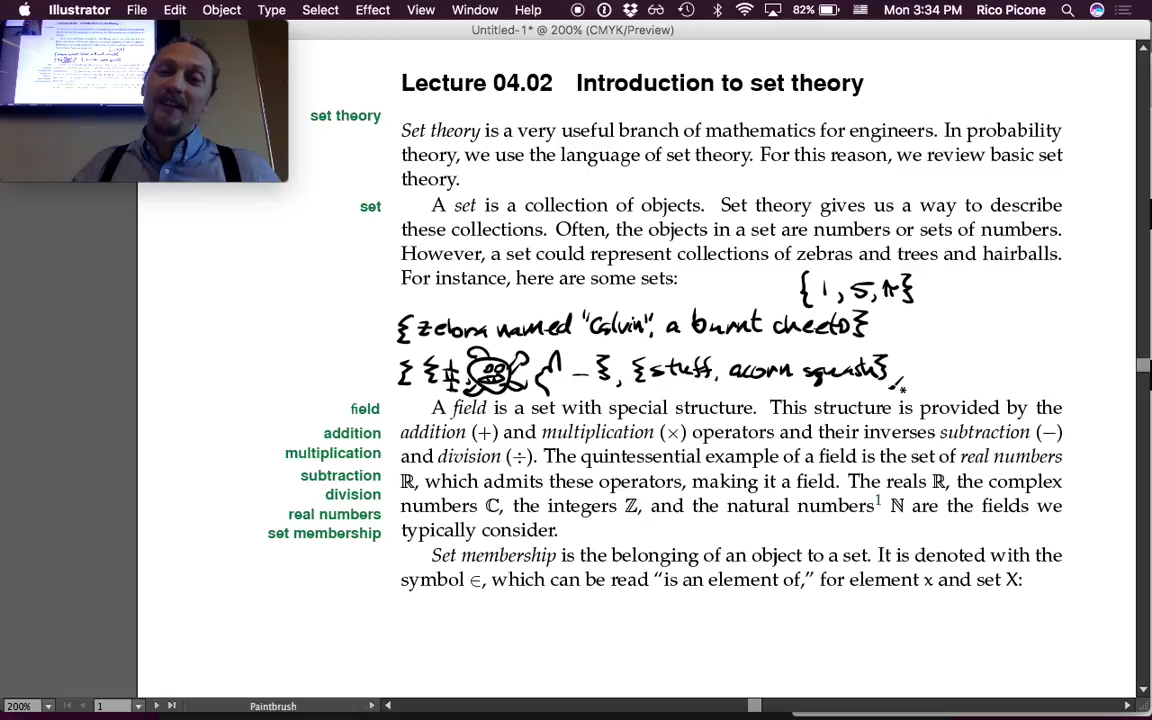 Illustrator File Edit Object Type Select Effect View Window Help 82% Mon 3:34 PM Rico Picone
Untitled-1* @ 200% (CMYK/Preview)
Lecture 04.02 Introduction to set theory
set theory
Set theory is a very useful branch of mathematics for engineers. In probability
theory, we use the language of set theory. For this reason, we review basic set
theory.
set
A set is a collection of objects. Set theory gives us a way to describe
these collections. Often, the objects in a set are numbers or sets of numbers.
However, a set could represent collections of zebras and trees and hairballs.
For instance, here are some sets:
{1, 5, π}
{zebra named "Calvin", a burnt cheeto}
{stuff, acorn squash}
field
A field is a set with special structure. This structure is provided by the
addition
addition (+) and multiplication (×) operators and their inverses subtraction (−)
multiplication
and division (÷). The quintessential example of a field is the set of real numbers
subtraction
ℝ, which admits these operators, making it a field. The reals ℝ, the complex
division
numbers ℂ, the integers ℤ, and the natural numbers¹ ℕ are the fields we
real numbers
typically consider.
set membership
Set membership is the belonging of an object to a set. It is denoted with the
symbol ∈, which can be read “is an element of,” for element x and set X:
200% 1 Paintbrush